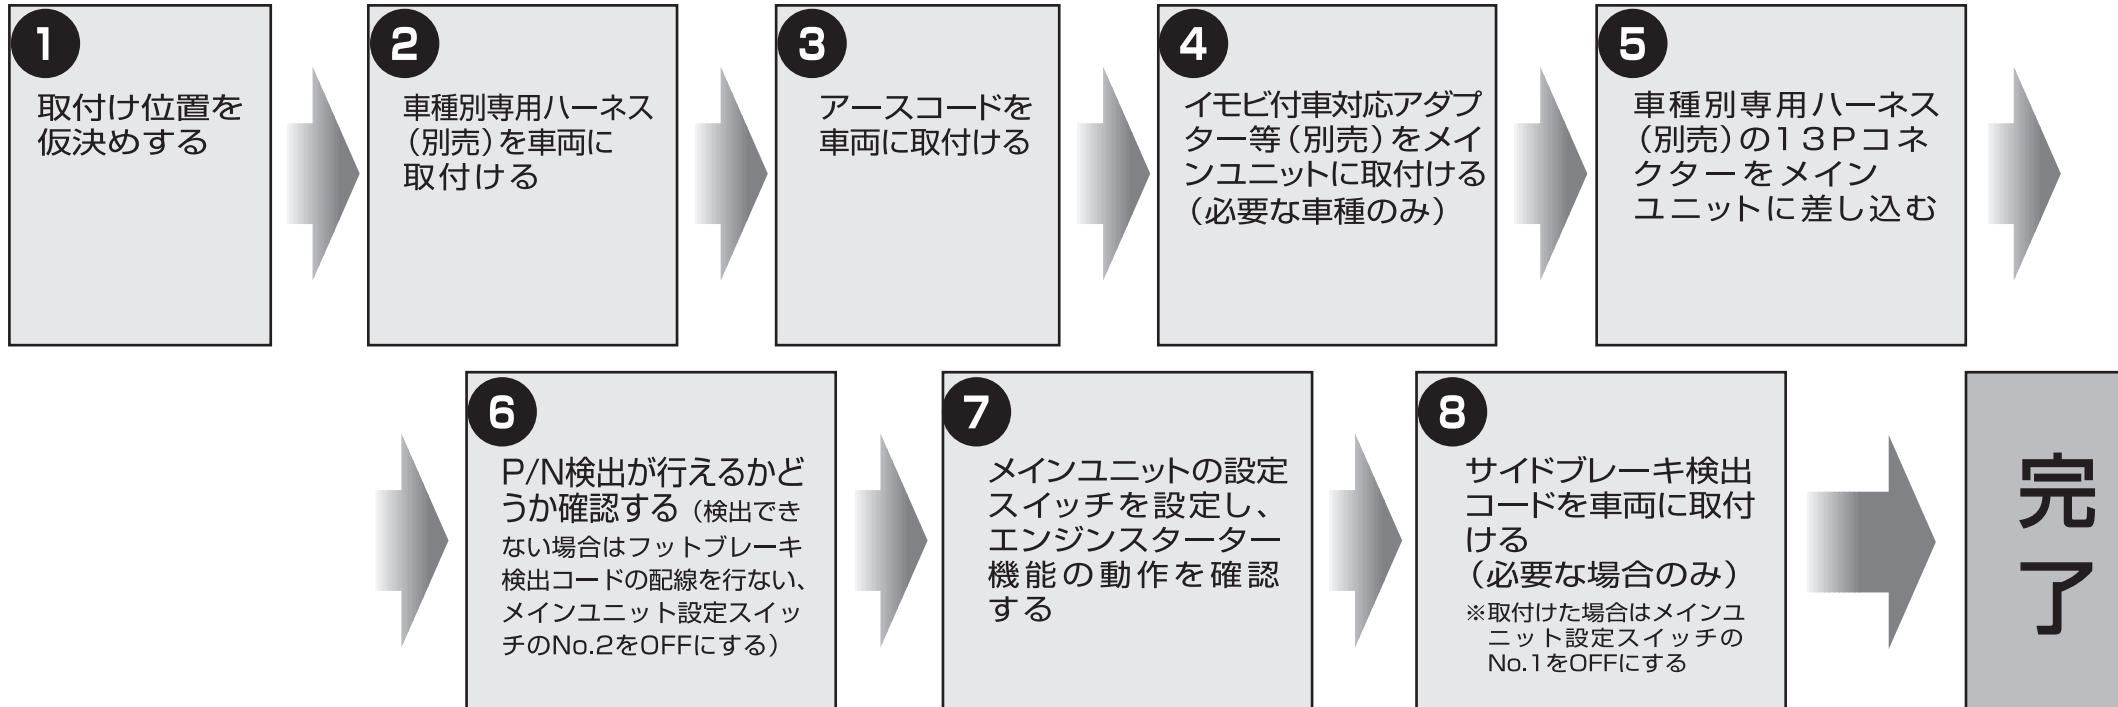 1
取付け位置を
仮決めする
2
車種別専用ハーネス
（別売）を車両に
取付ける
3
アースコードを
車両に取付ける
4
イモビ付車対応アダプ
ター等（別売）をメイ
ンユニットに取付ける
（必要な車種のみ）
5
車種別専用ハーネス
（別売）の13Pコネ
クターをメイン
ユニットに差し込む
6
P/N検出が行えるかど
うか確認する（検出でき
ない場合はフットブレーキ
検出コードの配線を行ない、
メインユニット設定スイッ
チのNo.2をOFFにする）
7
メインユニットの設定
スイッチを設定し、
エンジンスターター
機能の動作を確認
する
8
サイドブレーキ検出
コードを車両に取付
ける
（必要な場合のみ）
※取付けた場合はメインユ
ニット設定スイッチの
No.1をOFFにする
完了